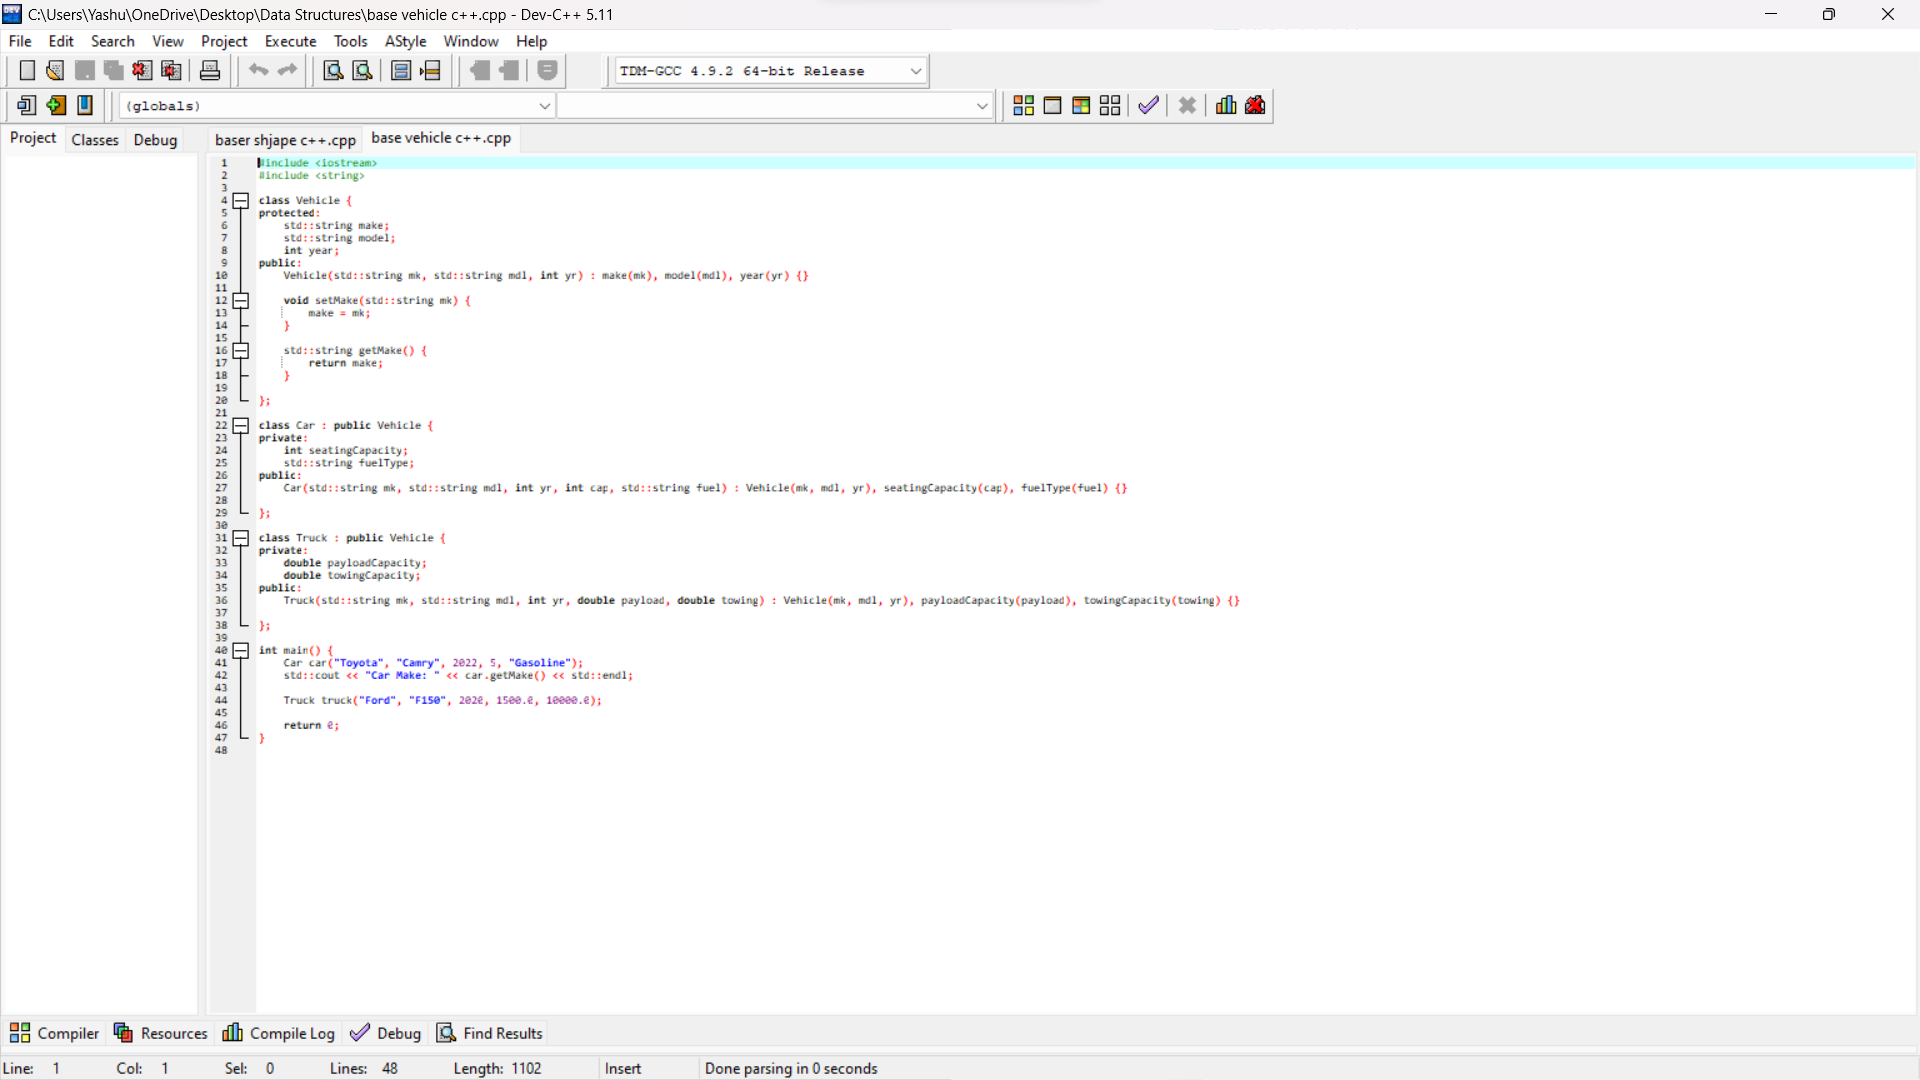 C:\Users\Yashu\OneDrive\Desktop\Data Structures\base vehicle c++.cpp - Dev-C++ 5.11
File Edit Search View Project Execute Tools AStyle Window Help
TDM-GCC 4.9.2 64-bit Release
(globals)
Project Classes Debug
baser shjape c++.cpp base vehicle c++.cpp
1 #include <iostream>
2 #include <string>
3
4 class Vehicle {
5 protected:
6     std::string make;
7     std::string model;
8     int year;
9 public:
10     Vehicle(std::string mk, std::string mdl, int yr) : make(mk), model(mdl), year(yr) {}
11
12     void setMake(std::string mk) {
13         make = mk;
14     }
15
16     std::string getMake() {
17         return make;
18     }
19
20 };
21
22 class Car : public Vehicle {
23 private:
24     int seatingCapacity;
25     std::string fuelType;
26 public:
27     Car(std::string mk, std::string mdl, int yr, int cap, std::string fuel) : Vehicle(mk, mdl, yr), seatingCapacity(cap), fuelType(fuel) {}
28
29 };
30
31 class Truck : public Vehicle {
32 private:
33     double payloadCapacity;
34     double towingCapacity;
35 public:
36     Truck(std::string mk, std::string mdl, int yr, double payload, double towing) : Vehicle(mk, mdl, yr), payloadCapacity(payload), towingCapacity(towing) {}
37
38 };
39
40 int main() {
41     Car car("Toyota", "Camry", 2022, 5, "Gasoline");
42     std::cout << "Car Make: " << car.getMake() << std::endl;
43
44     Truck truck("Ford", "F150", 2020, 1500.0, 10000.0);
45
46     return 0;
47 }
48
Compiler Resources Compile Log Debug Find Results
Line: 1 Col: 1 Sel: 0 Lines: 48 Length: 1102 Insert Done parsing in 0 seconds